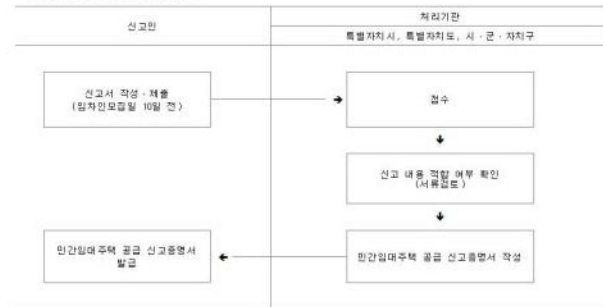 신고인
처리기관
특별자치시, 특별자치도, 시 · 군 · 자치구
신고서 작성 · 제출
(임차인모집일 10일 전)
접수
신고 내용 적합 여부 확인
(서류검토)
민간임대주택 공급 신고증명서
발급
민간임대주택 공급 신고증명서 작성